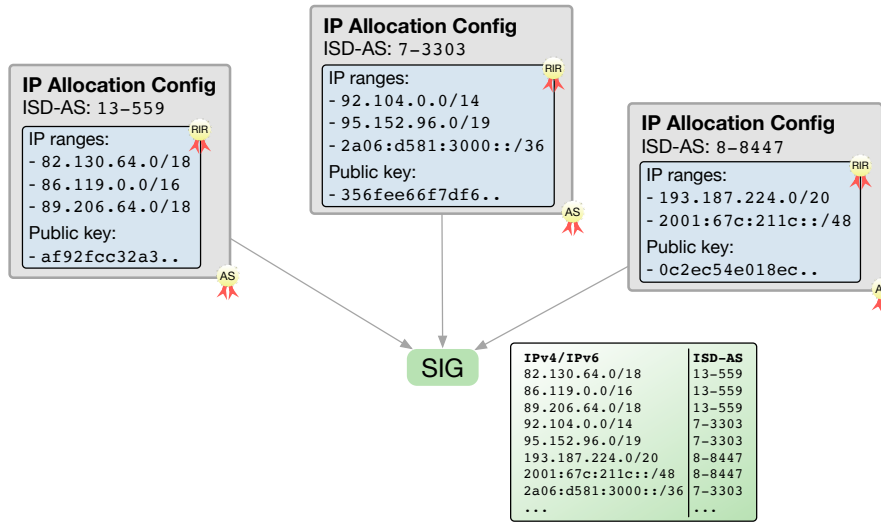 IP Allocation Config
ISD-AS: 13-559
RIR
IP ranges:
- 82.130.64.0/18
- 86.119.0.0/16
- 89.206.64.0/18
Public key:
- af92fcc32a3..
AS
IP Allocation Config
ISD-AS: 7-3303
RIR
IP ranges:
- 92.104.0.0/14
- 95.152.96.0/19
- 2a06:d581:3000::/36
Public key:
- 356fee66f7df6..
AS
IP Allocation Config
ISD-AS: 8-8447
RIR
IP ranges:
- 193.187.224.0/20
- 2001:67c:211c::/48
Public key:
- 0c2ec54e018ec..
SIG
IPv4/IPv6 ISD-AS
82.130.64.0/18 13-559
86.119.0.0/16 13-559
89.206.64.0/18 13-559
92.104.0.0/14 7-3303
95.152.96.0/19 7-3303
193.187.224.0/20 8-8447
2001:67c:211c::/48 8-8447
2a06:d581:3000::/36 7-3303
... ...